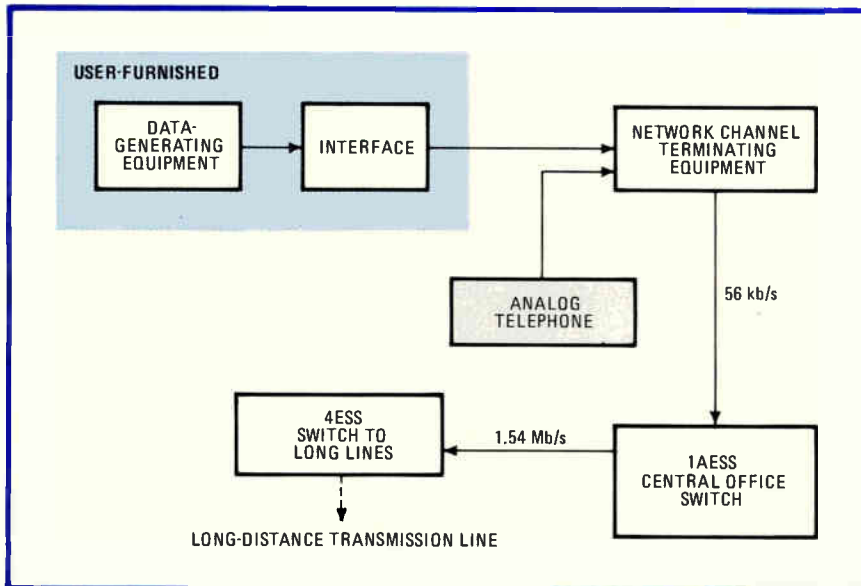 USER-FURNISHED
DATA-
GENERATING
EQUIPMENT
INTERFACE
NETWORK CHANNEL
TERMINATING
EQUIPMENT
ANALOG
TELEPHONE
56 kb/s
4ESS
SWITCH TO
LONG LINES
1.54 Mb/s
1AESS
CENTRAL OFFICE
SWITCH
LONG-DISTANCE TRANSMISSION LINE